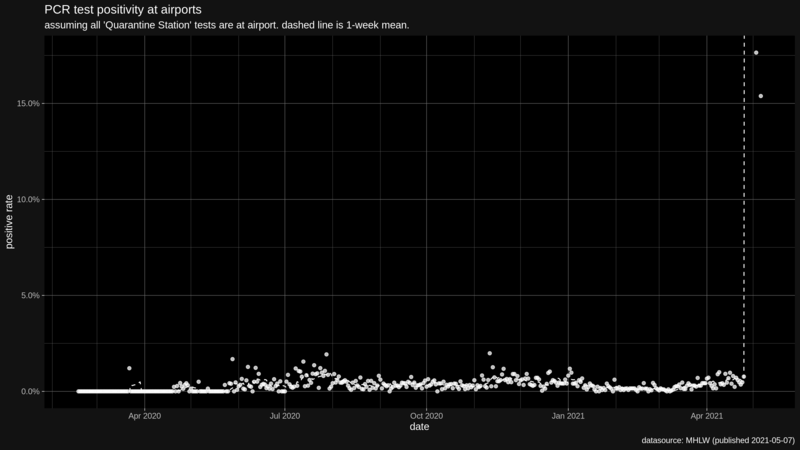 PCR test positivity at airports
assuming all 'Quarantine Station' tests are at airport. dashed line is 1-week mean.
positive rate
15.0%
10.0%
5.0%
0.0%
Apr 2020 Jul 2020 Oct 2020 Jan 2021 Apr 2021
date
datasource: MHLW (published 2021-05-07)